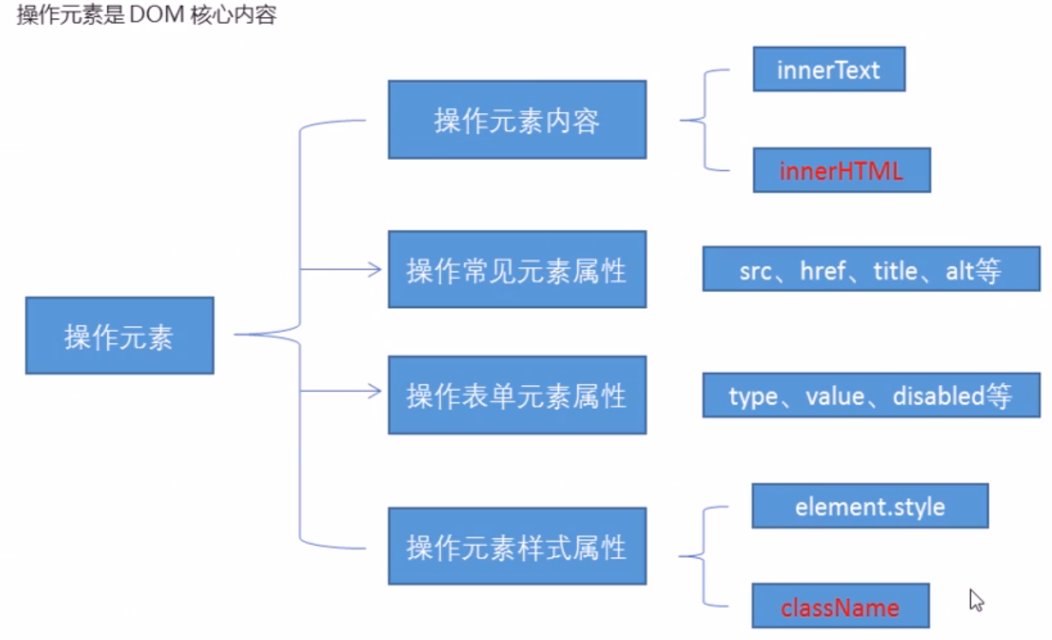 操作元素是 DOM 核心内容
操作元素
操作元素内容
innerText
innerHTML
操作常见元素属性
src、href、title、alt等
操作表单元素属性
type、value、disabled等
操作元素样式属性
element.style
className